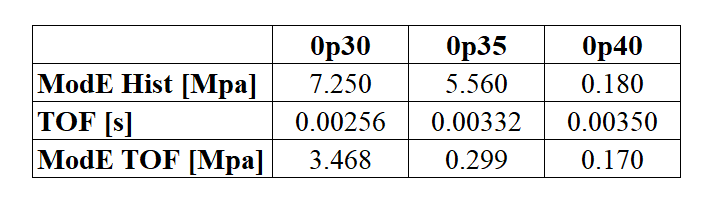 0p30 0p35 0p40
ModE Hist [Mpa] 7.250 5.560 0.180
TOF [s] 0.00256 0.00332 0.00350
ModE TOF [Mpa] 3.468 0.299 0.170